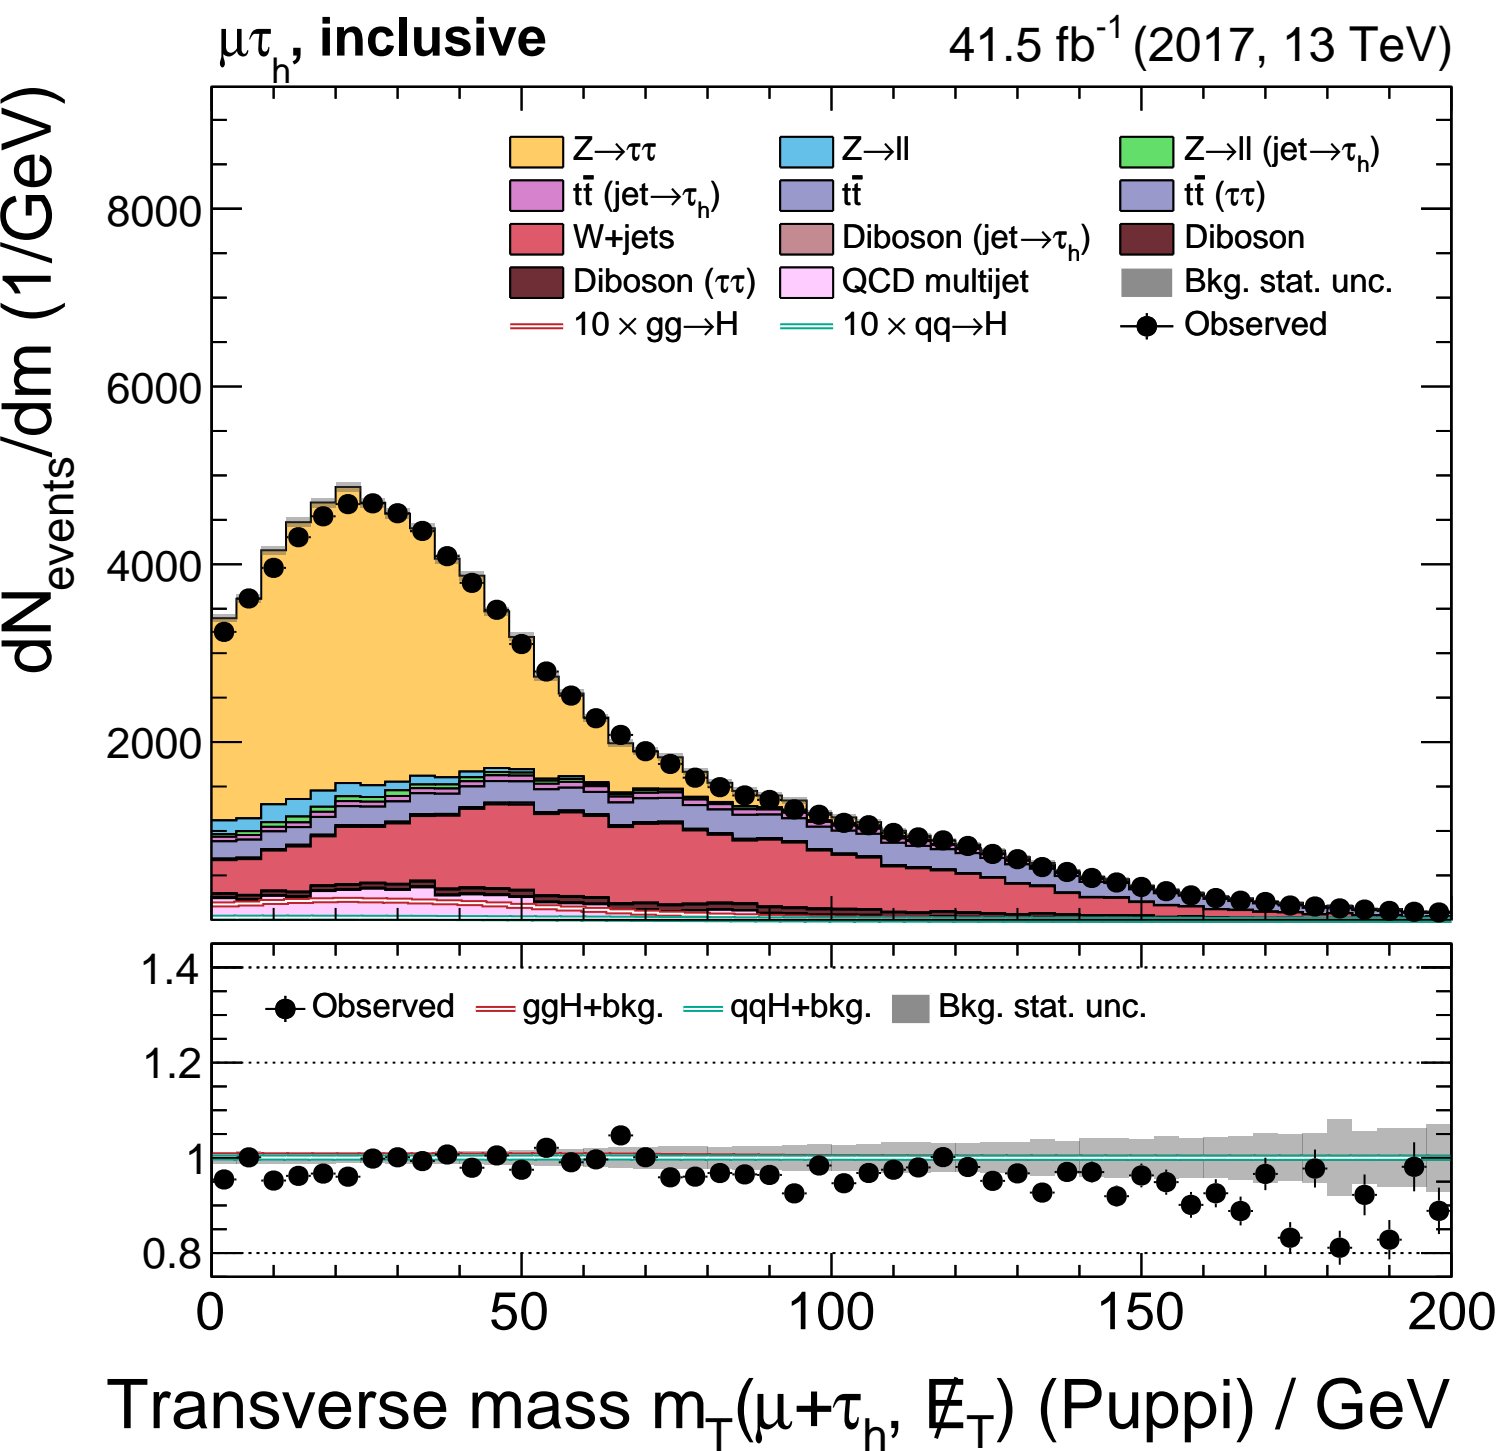 μτh, inclusive
41.5 fb-1 (2017, 13 TeV)
dNevents/dm (1/GeV)
8000
6000
4000
2000
Z→ττ
Z→ll
Z→ll (jet→τh)
tt̄ (jet→τh)
tt̄
tt̄ (ττ)
W+jets
Diboson (jet→τh)
Diboson
Diboson (ττ)
QCD multijet
Bkg. stat. unc.
10 × gg→H
10 × qq→H
Observed
1.4
1.2
1
0.8
Observed
ggH+bkg.
qqH+bkg.
Bkg. stat. unc.
0
50
100
150
200
Transverse mass mT(μ+τh, E̸T) (Puppi) / GeV